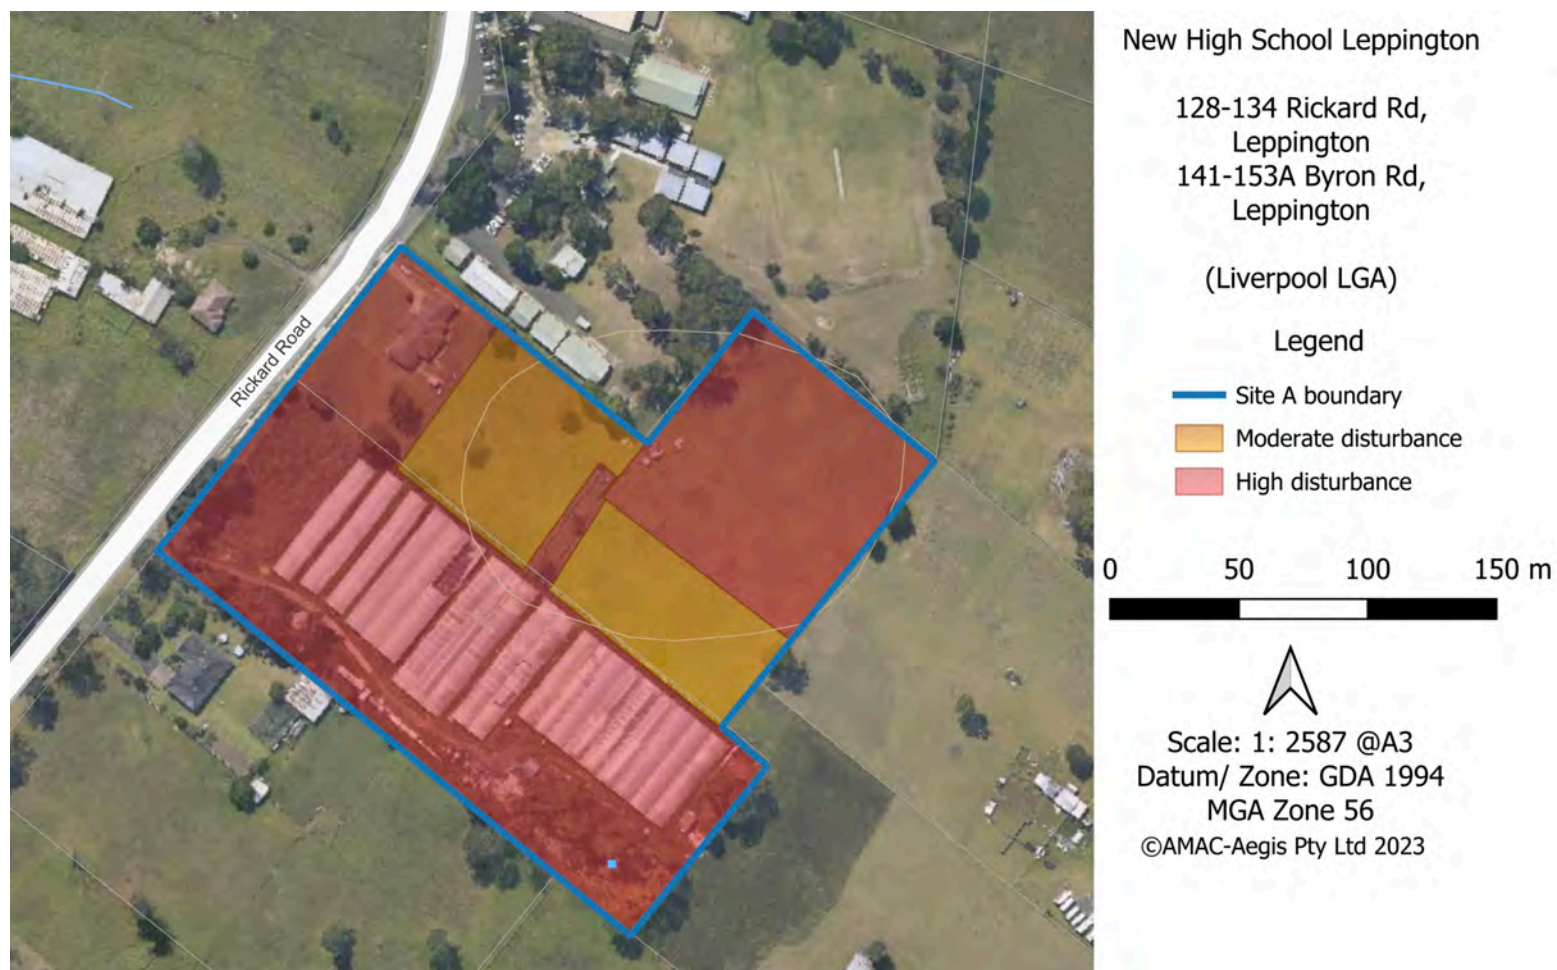 New High School Leppington
128-134 Rickard Rd,
Leppington
141-153A Byron Rd,
Leppington
(Liverpool LGA)
Legend
Site A boundary
Moderate disturbance
High disturbance
0 50 100 150 m
Scale: 1: 2587 @A3
Datum/ Zone: GDA 1994
MGA Zone 56
©AMAC-Aegis Pty Ltd 2023
Rickard Road